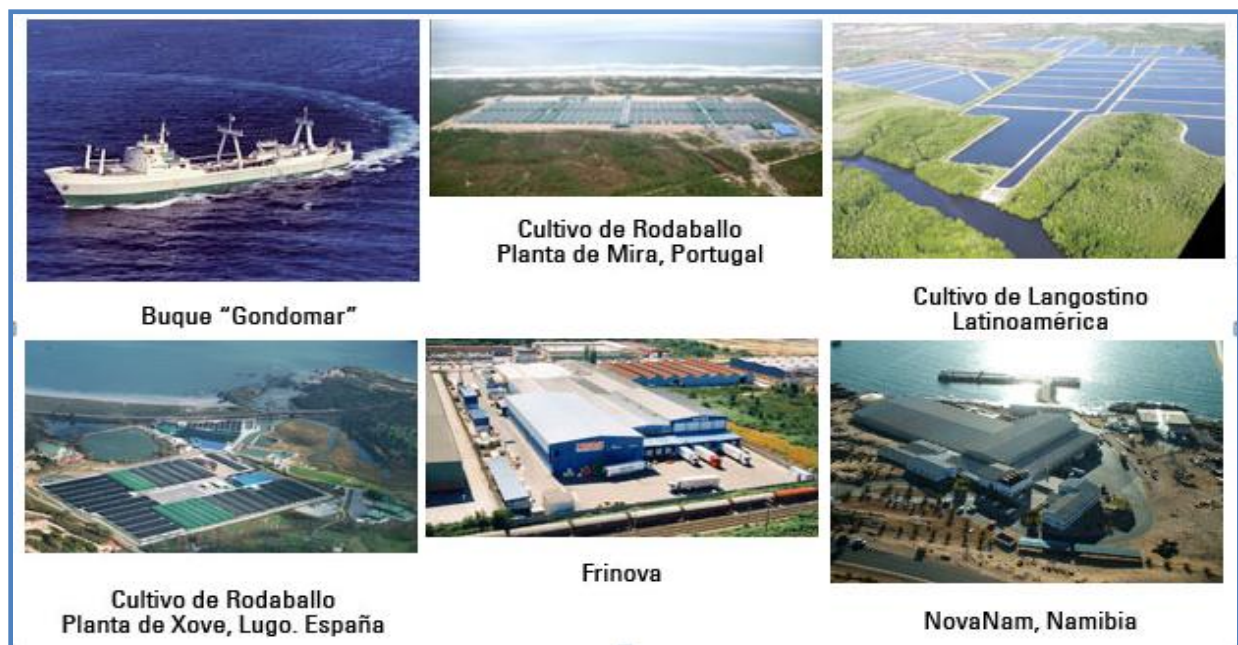 Buque “Gondomar”
Cultivo de Rodaballo
Planta de Mira, Portugal
Cultivo de Langostino
Latinoamérica
Cultivo de Rodaballo
Planta de Xove, Lugo. España
Frinova
NovaNam, Namibia